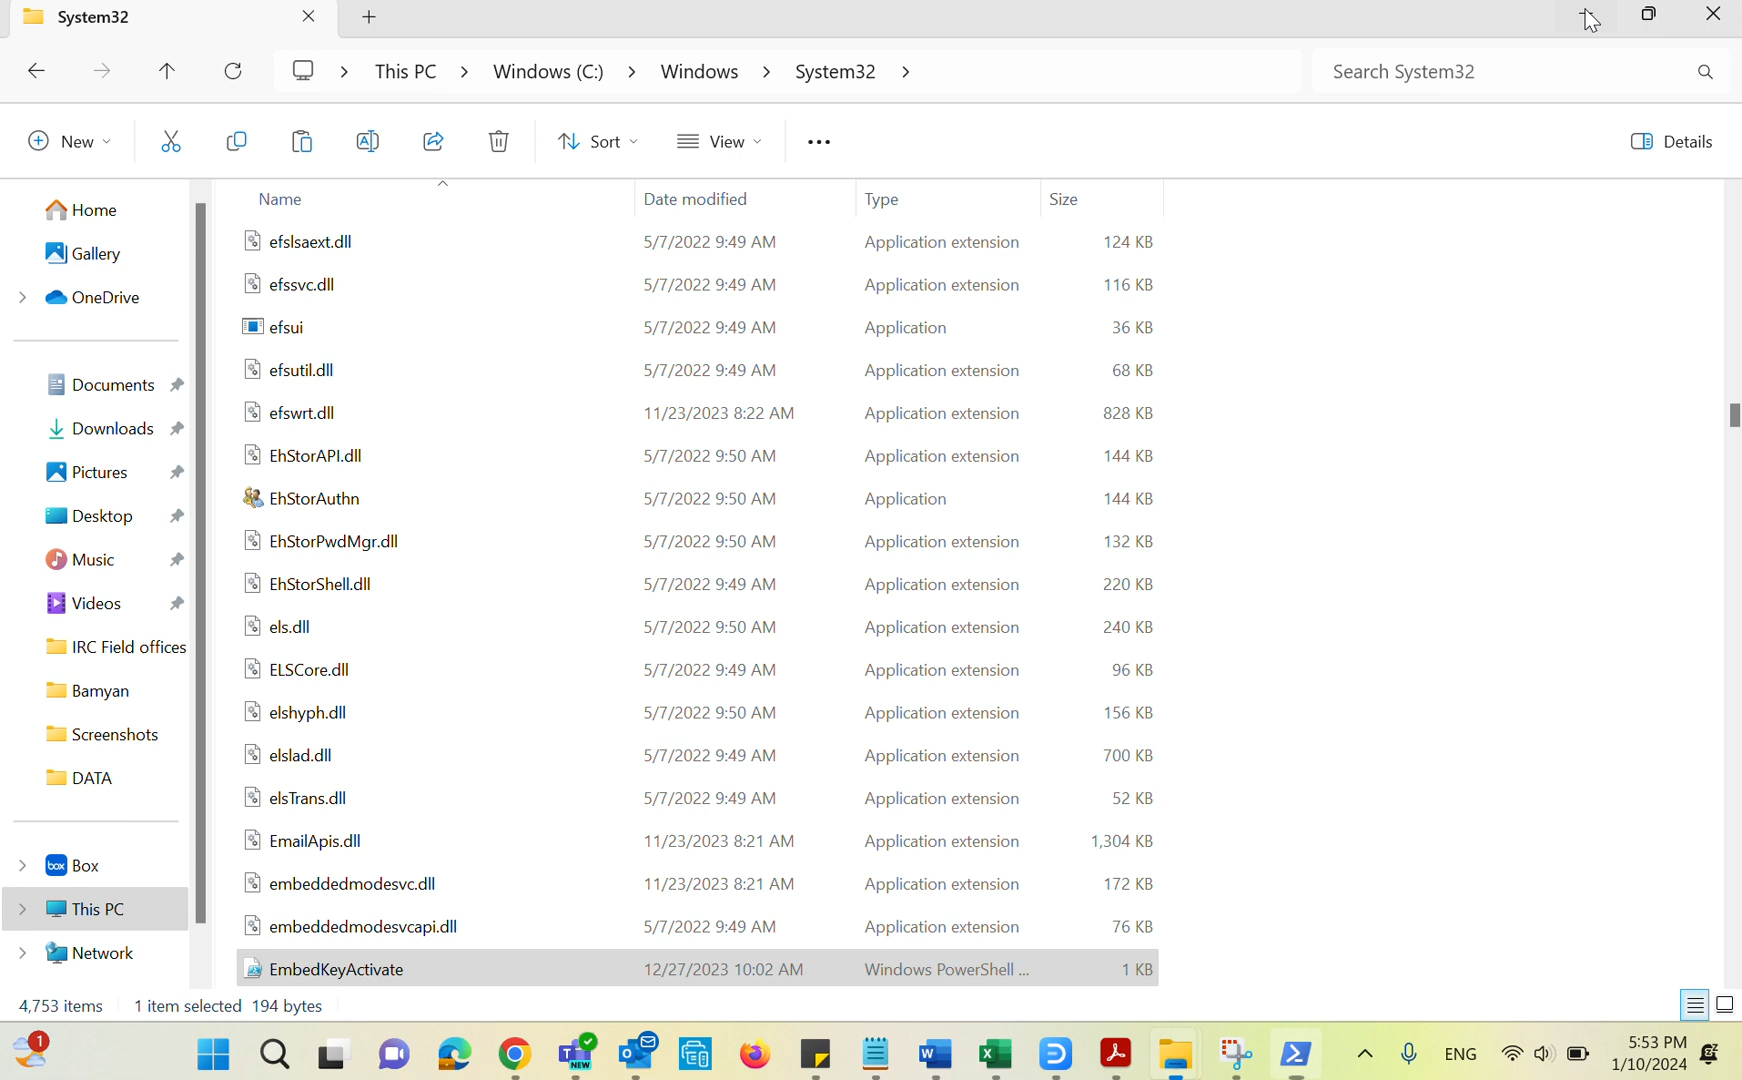 System32
This PC > Windows (C:) > Windows > System32 >
Search System32
New
Sort
View
Details
Name Date modified Type Size
efslsaext.dll 5/7/2022 9:49 AM Application extension 124 KB
efssvc.dll 5/7/2022 9:49 AM Application extension 116 KB
efsui 5/7/2022 9:49 AM Application 36 KB
efsutil.dll 5/7/2022 9:49 AM Application extension 68 KB
efswrt.dll 11/23/2023 8:22 AM Application extension 828 KB
EhStorAPI.dll 5/7/2022 9:50 AM Application extension 144 KB
EhStorAuthn 5/7/2022 9:50 AM Application 144 KB
EhStorPwdMgr.dll 5/7/2022 9:50 AM Application extension 132 KB
EhStorShell.dll 5/7/2022 9:49 AM Application extension 220 KB
els.dll 5/7/2022 9:50 AM Application extension 240 KB
ELSCore.dll 5/7/2022 9:49 AM Application extension 96 KB
elshyph.dll 5/7/2022 9:50 AM Application extension 156 KB
elslad.dll 5/7/2022 9:49 AM Application extension 700 KB
elsTrans.dll 5/7/2022 9:49 AM Application extension 52 KB
EmailApis.dll 11/23/2023 8:21 AM Application extension 1,304 KB
embeddedmodesvc.dll 11/23/2023 8:21 AM Application extension 172 KB
embeddedmodesvcapi.dll 5/7/2022 9:49 AM Application extension 76 KB
EmbedKeyActivate 12/27/2023 10:02 AM Windows PowerShell ... 1 KB
Home
Gallery
OneDrive
Documents
Downloads
Pictures
Desktop
Music
Videos
IRC Field offices
Bamyan
Screenshots
DATA
box Box
This PC
Network
4,753 items 1 item selected 194 bytes
1
NEW
ENG
5:53 PM
1/10/2024